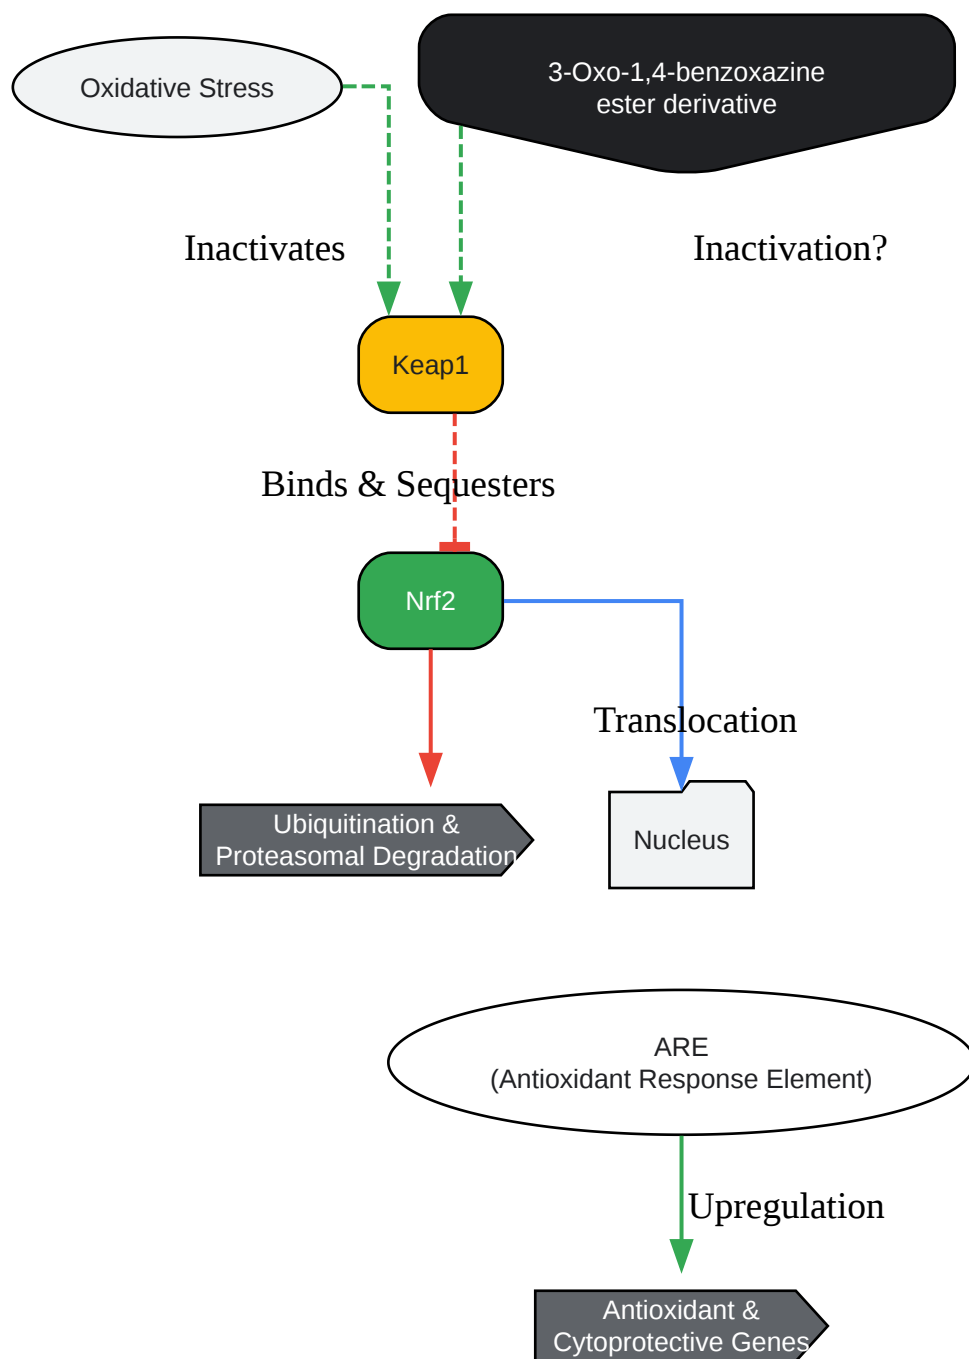 Oxidative Stress
3-Oxo-1,4-benzoxazine
ester derivative
Inactivates
Inactivation?
Keap1
Binds & Sequesters
Nrf2
Translocation
Ubiquitination &
Proteasomal Degradation
Nucleus
ARE
(Antioxidant Response Element)
Upregulation
Antioxidant &
Cytoprotective Genes